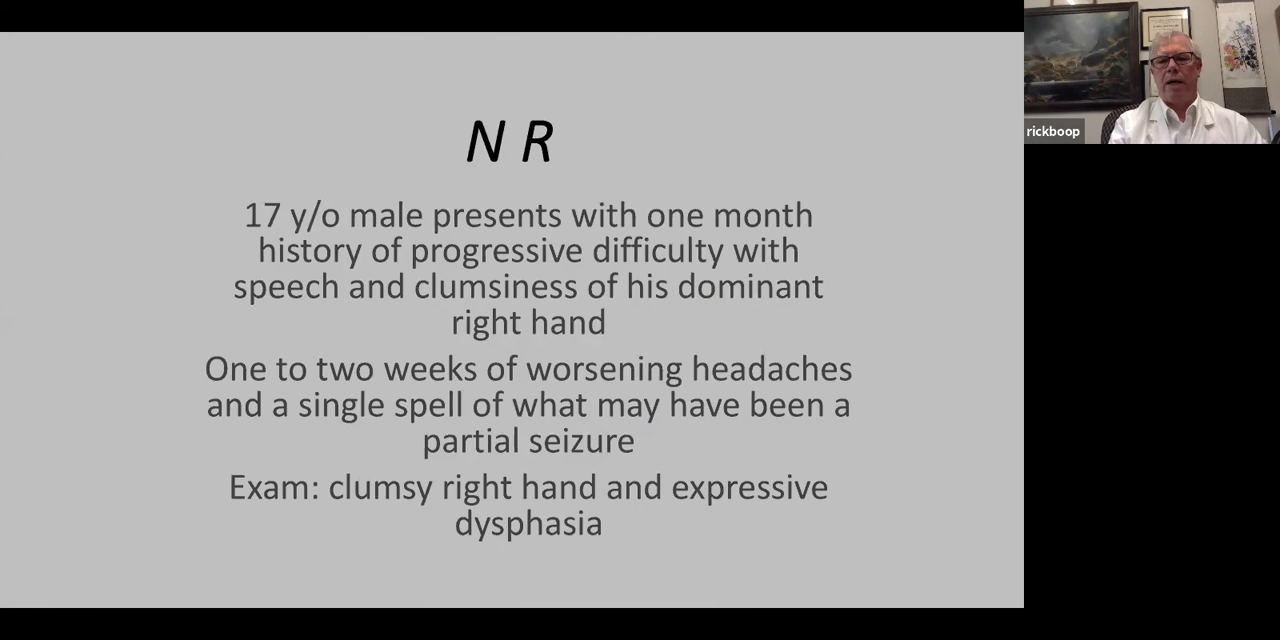 N R
17 y/o male presents with one month
history of progressive difficulty with
speech and clumsiness of his dominant
right hand
One to two weeks of worsening headaches
and a single spell of what may have been a
partial seizure
Exam: clumsy right hand and expressive
dysphasia
rickboop